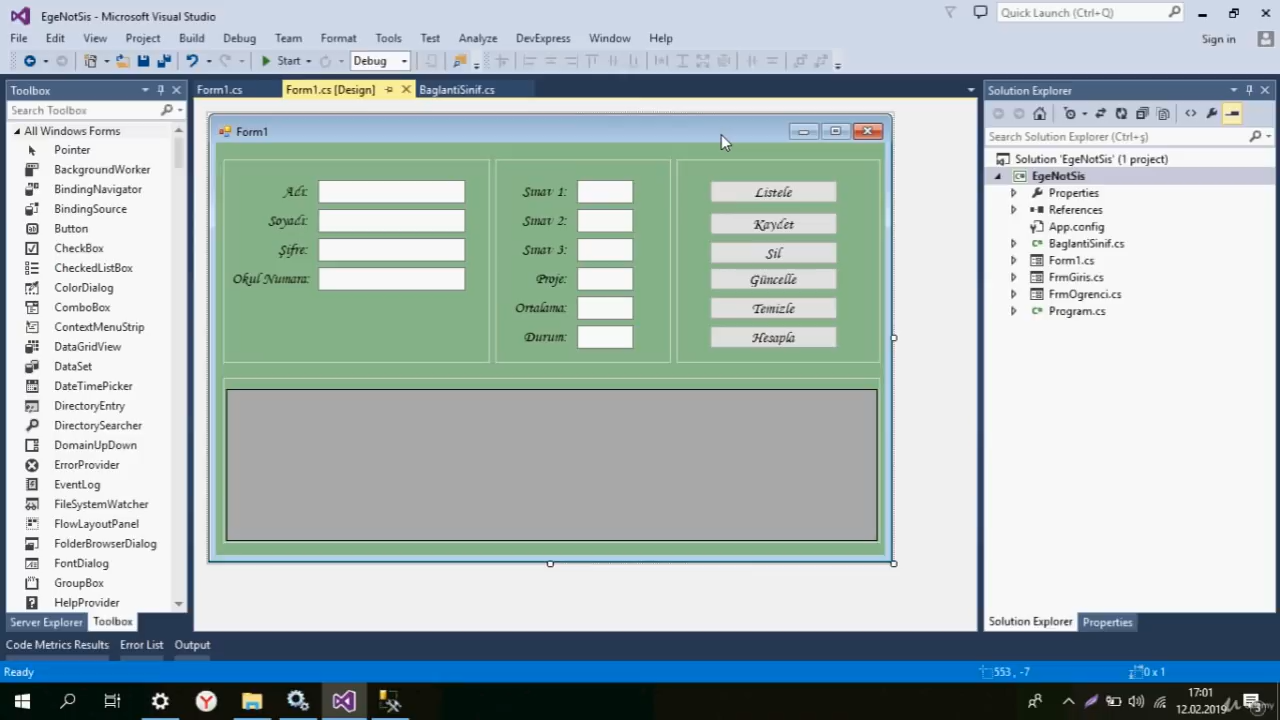 EgeNotSis - Microsoft Visual Studio
Quick Launch (Ctrl+Q)
File Edit View Project Build Debug Team Format Tools Test Analyze DevExpress Window Help
Sign in
Start Debug
Toolbox
Form1.cs Form1.cs [Design] BaglantiSinif.cs
Solution Explorer
Search Toolbox
Search Solution Explorer (Ctrl+ş)
All Windows Forms
Pointer
BackgroundWorker
BindingNavigator
BindingSource
Button
CheckBox
CheckedListBox
ColorDialog
ComboBox
ContextMenuStrip
DataGridView
DataSet
DateTimePicker
DirectoryEntry
DirectorySearcher
DomainUpDown
ErrorProvider
EventLog
FileSystemWatcher
FlowLayoutPanel
FolderBrowserDialog
FontDialog
GroupBox
HelpProvider
Form1
Adı:
Soyadı:
Şifre:
Okul Numara:
Sınav 1:
Sınav 2:
Sınav 3:
Proje:
Ortalama:
Durum:
Listele
Kaydet
Sil
Güncelle
Temizle
Hesapla
Solution 'EgeNotSis' (1 project)
EgeNotSis
Properties
References
App.config
BaglantiSinif.cs
Form1.cs
FrmGiris.cs
FrmOgrenci.cs
Program.cs
Server Explorer Toolbox
Solution Explorer Properties
Code Metrics Results Error List Output
Ready
553 , -7
0 x 1
17:01
12.02.2019
3